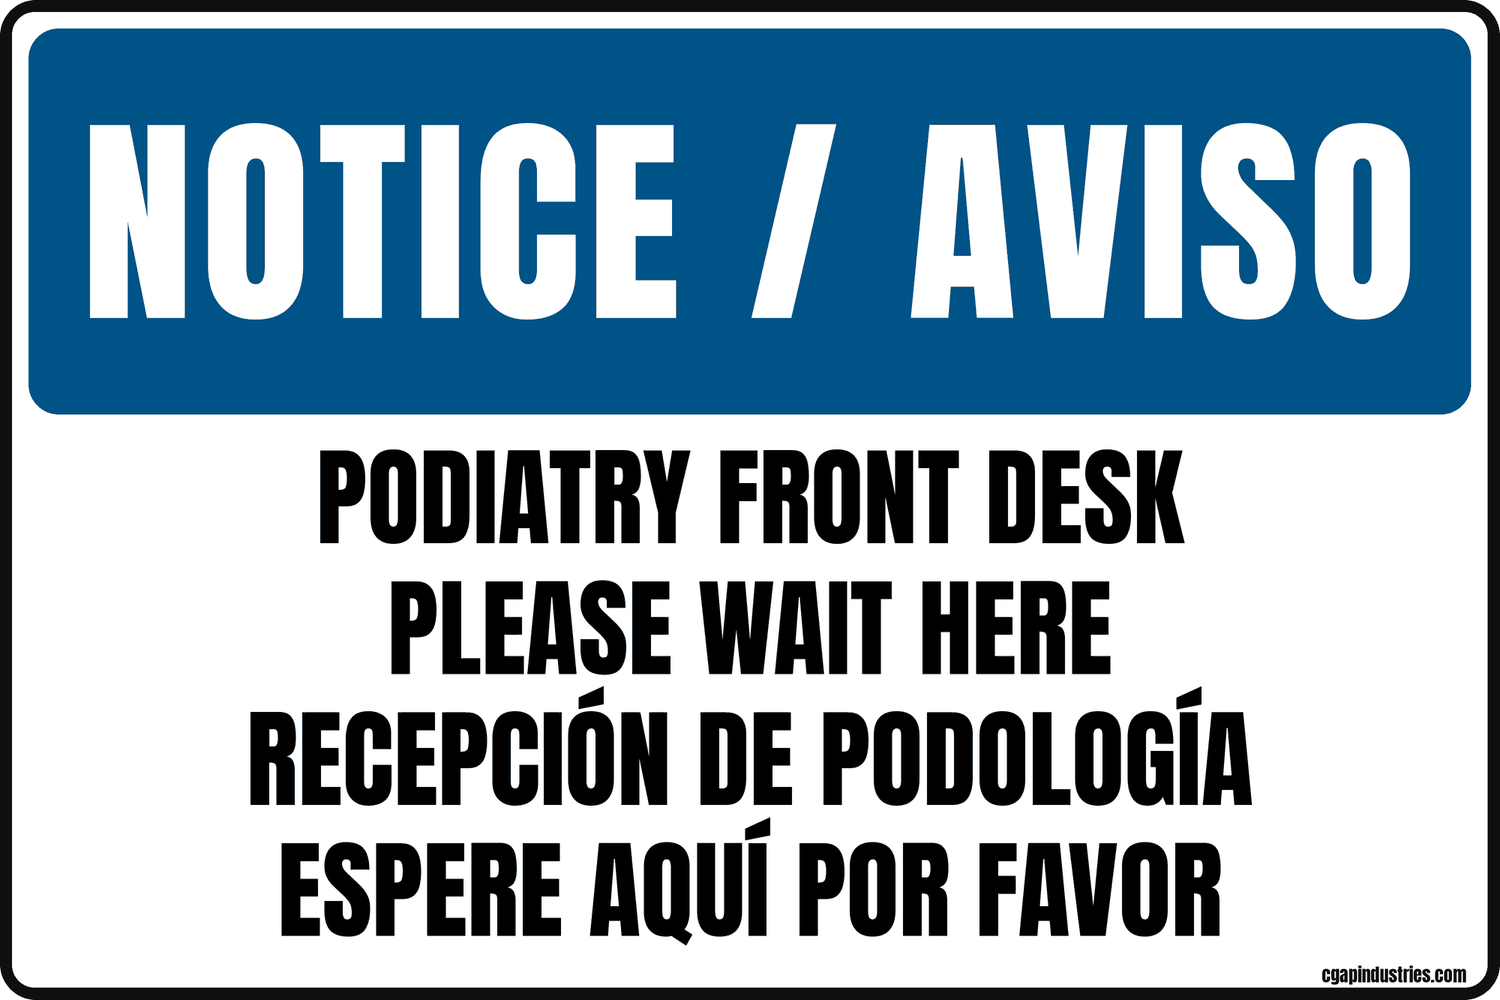 NOTICE / AVISO
PODIATRY FRONT DESK
PLEASE WAIT HERE
RECEPCIÓN DE PODOLOGÍA
ESPERE AQUÍ POR FAVOR
cgapindustries.com